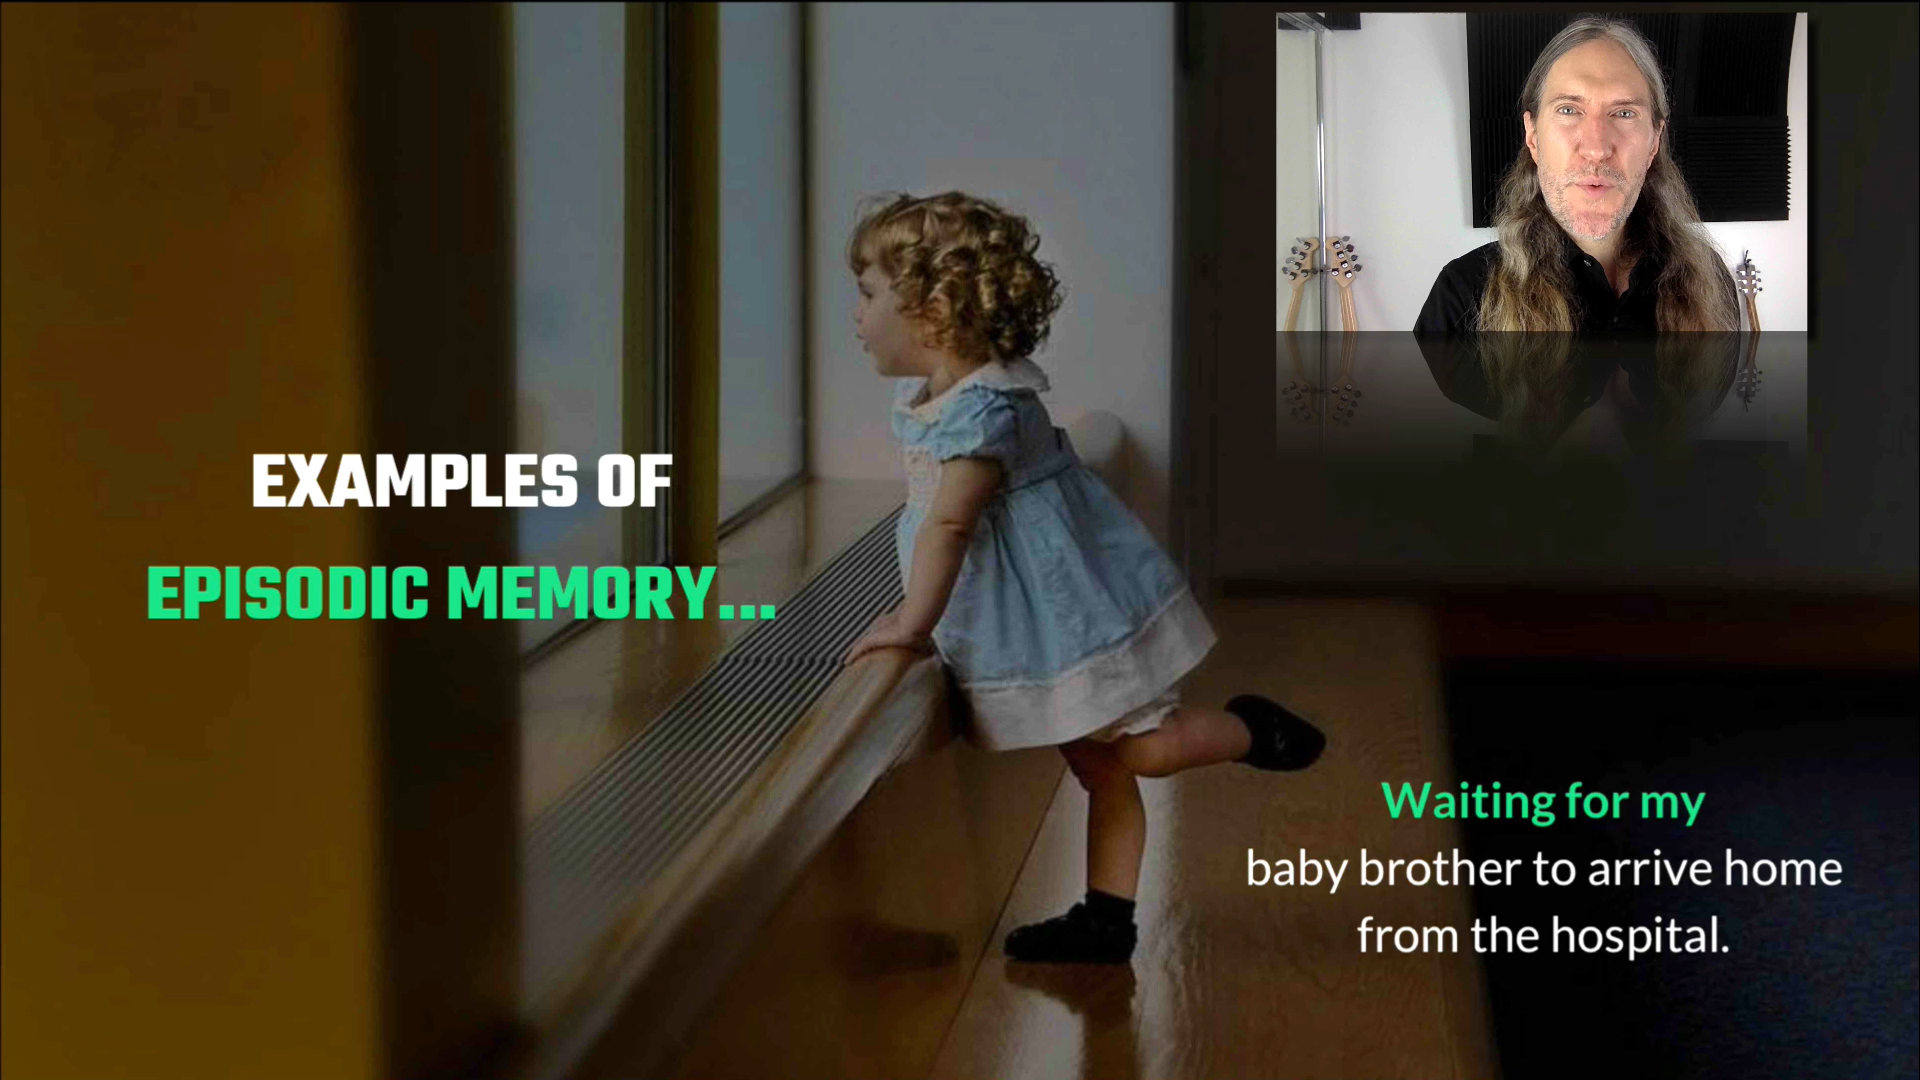 EXAMPLES OF
EPISODIC MEMORY...
Waiting for my
baby brother to arrive home
from the hospital.